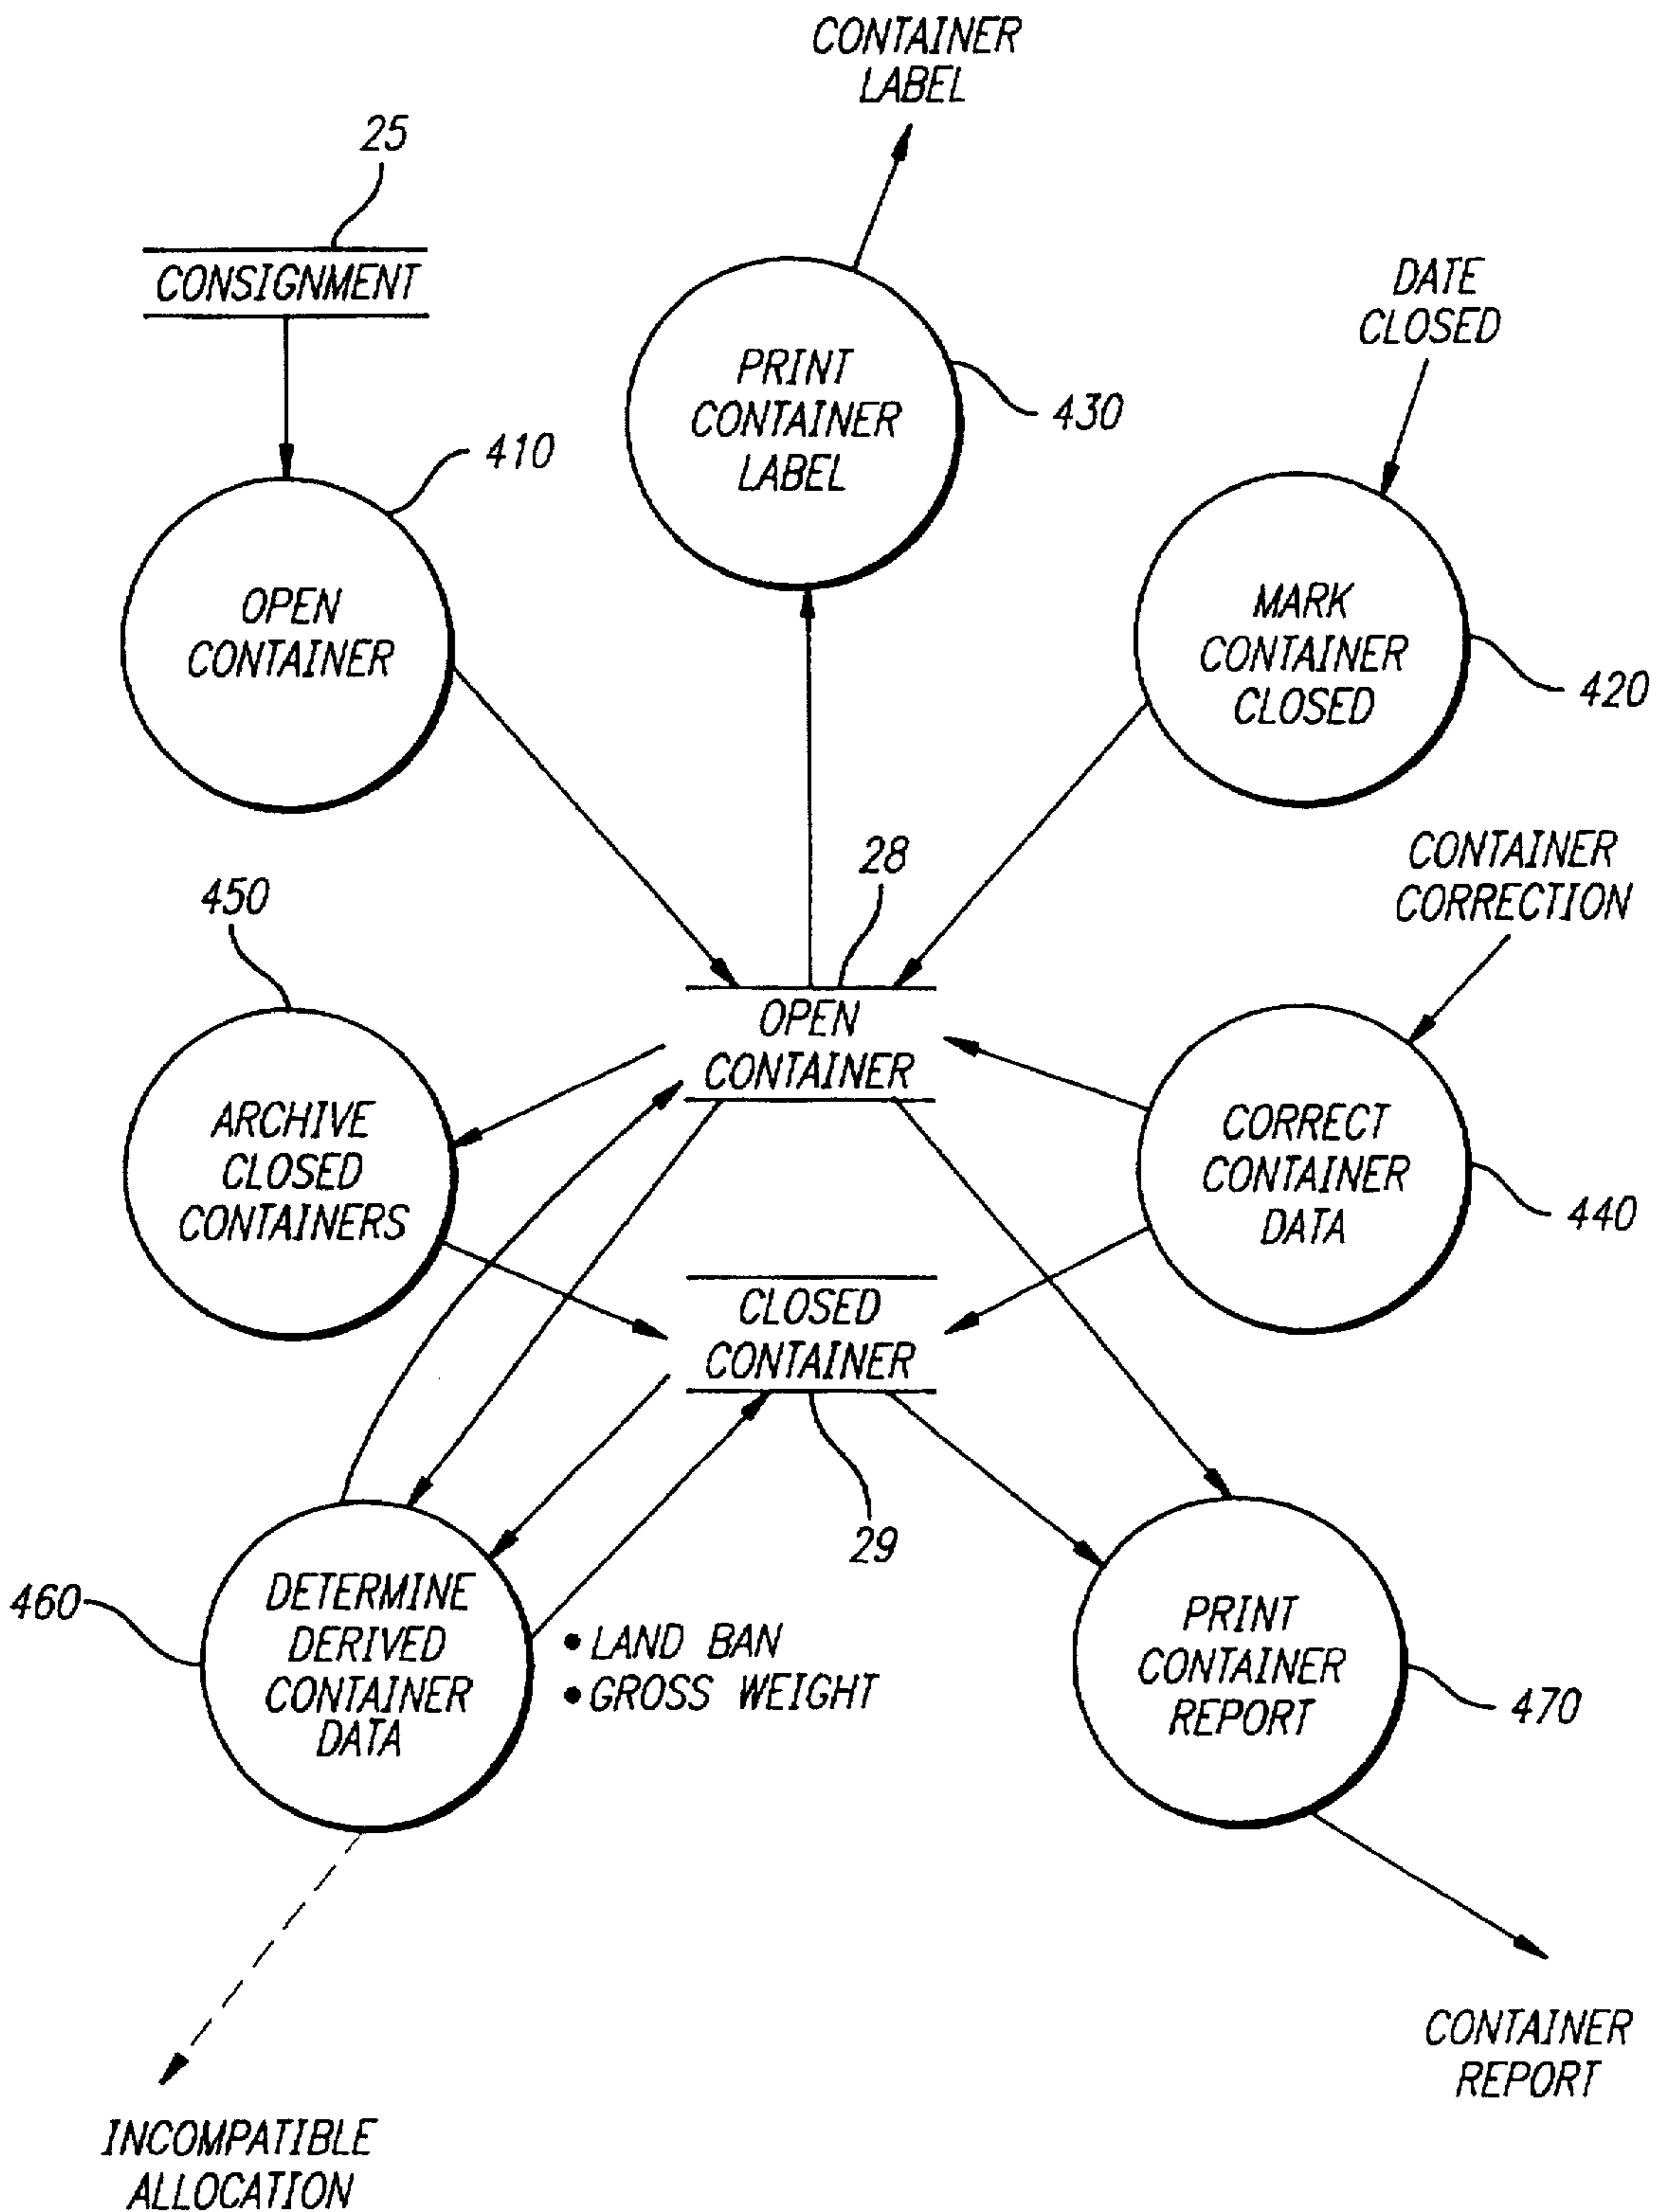 CONTAINER
LABEL
25
CONSIGNMENT
DATE
CLOSED
PRINT
CONTAINER
LABEL
430
410
OPEN
CONTAINER
MARK
CONTAINER
CLOSED
420
28
CONTAINER
CORRECTION
450
OPEN
CONTAINER
ARCHIVE
CLOSED
CONTAINERS
CORRECT
CONTAINER
DATA
440
CLOSED
CONTAINER
29
460
DETERMINE
DERIVED
CONTAINER
DATA
• LAND BAN
• GROSS WEIGHT
PRINT
CONTAINER
REPORT
470
CONTAINER
REPORT
INCOMPATIBLE
ALLOCATION